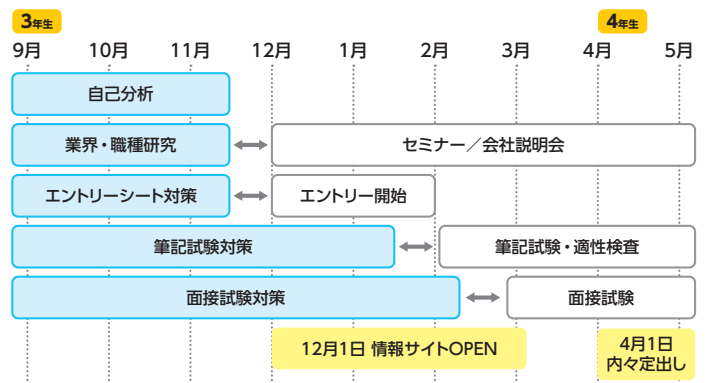 3年生
4年生
9月 10月 11月 12月 1月 2月 3月 4月 5月
自己分析
業界・職種研究
セミナー／会社説明会
エントリーシート対策
エントリー開始
筆記試験対策
筆記試験・適性検査
面接試験対策
面接試験
12月1日 情報サイトOPEN
4月1日
内々定出し